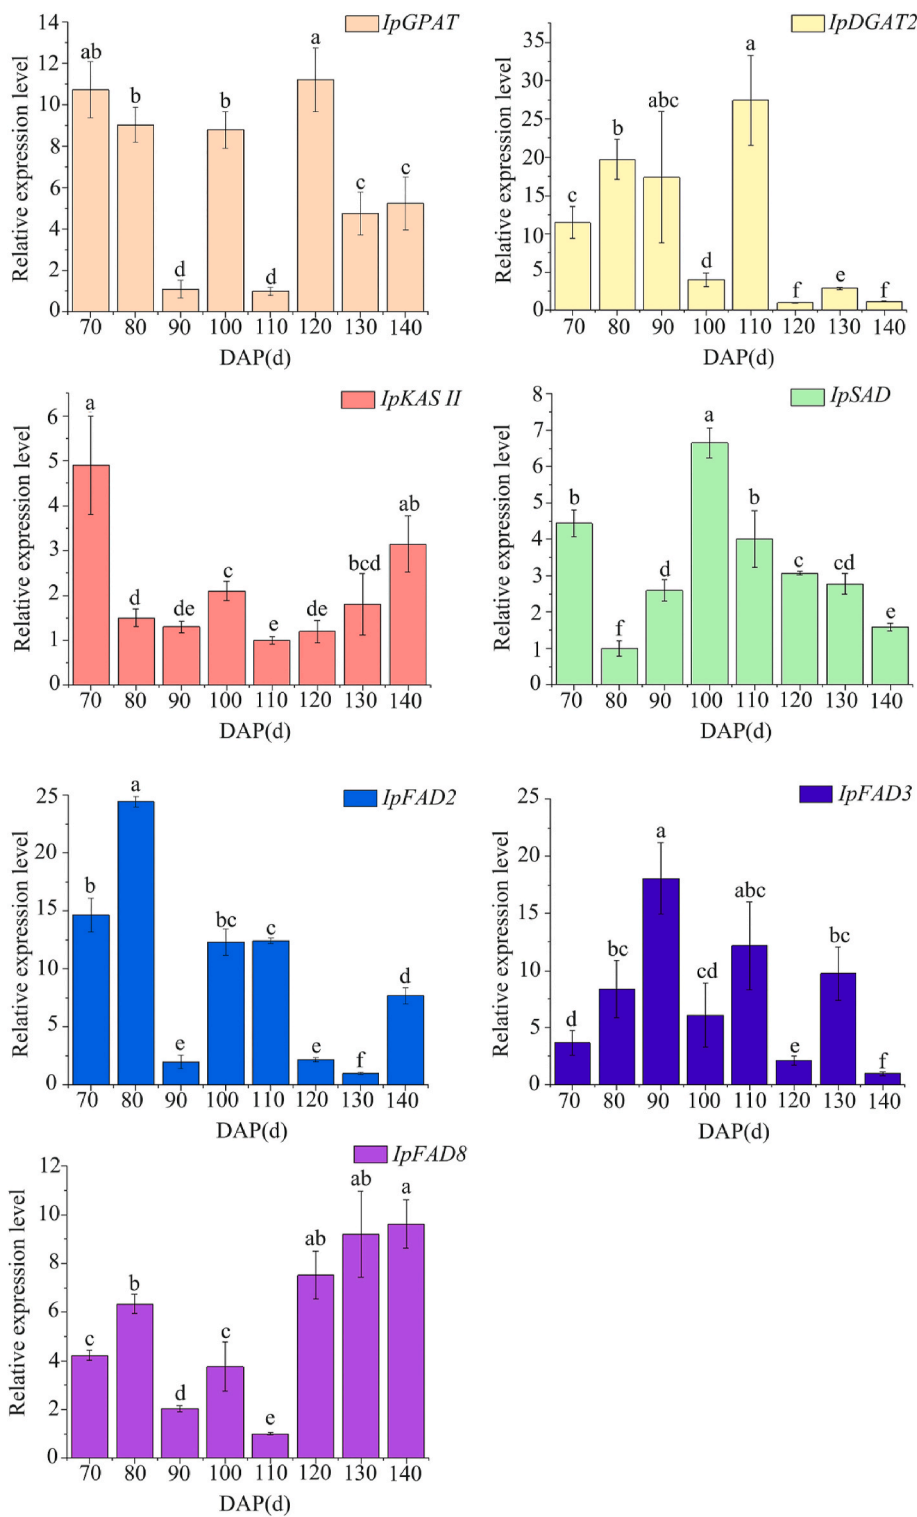 IpGPAT
Relative expression level
14
12
10
8
6
4
2
0
ab
b
d
b
d
a
c
c
70 80 90 100 110 120 130 140
DAP(d)
IpDGAT2
Relative expression level
35
30
25
20
15
10
5
0
c
b
abc
d
a
f
e
f
70 80 90 100 110 120 130 140
DAP(d)
IpKAS II
Relative expression level
6
5
4
3
2
1
0
a
d
de
c
e
de
bcd
ab
70 80 90 100 110 120 130 140
DAP(d)
IpSAD
Relative expression level
8
7
6
5
4
3
2
1
0
b
f
d
a
b
c
cd
e
70 80 90 100 110 120 130 140
DAP(d)
IpFAD2
Relative expression level
25
20
15
10
5
0
b
a
e
bc
c
e
f
d
70 80 90 100 110 120 130 140
DAP(d)
IpFAD3
Relative expression level
25
20
15
10
5
0
d
bc
a
cd
abc
e
bc
f
70 80 90 100 110 120 130 140
DAP(d)
IpFAD8
Relative expression level
12
10
8
6
4
2
0
c
b
d
c
e
ab
ab
a
70 80 90 100 110 120 130 140
DAP(d)